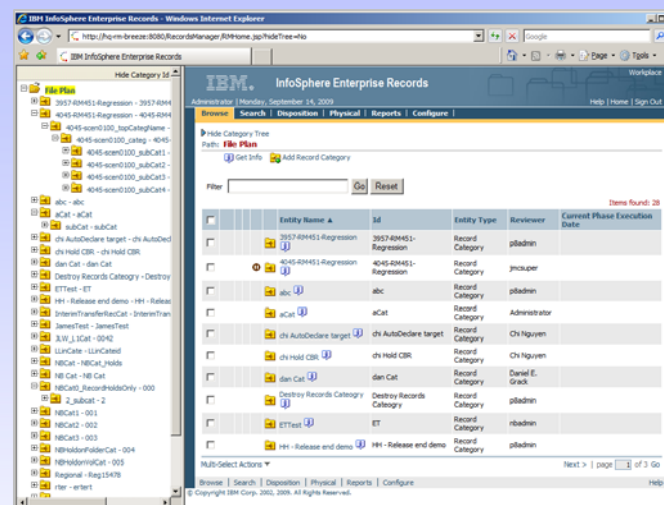 IBM InfoSphere Enterprise Records - Windows Internet Explorer
http://hq-rm-breeze:8080/RecordsManager/RMHome.jsp?hideTree=No
Google
IBM InfoSphere Enterprise Records
Page
Tools
Hide Category Id
File Plan
3957-RM451-Regression - 3957-RM4
4045-RM451-Regression - 4045-RM4
4045-scen0100_topCategName -
4045-scen0100_categ - 4045-
4045-scen0100_subCat1 -
4045-scen0100_subCat2 -
4045-scen0100_subCat3 -
4045-scen0100_subCat4 -
abc - abc
aCat - aCat
subCat - subCat
chi AutoDeclare target - chi AutoDecl
chi Hold CBR - chi Hold CBR
dan Cat - dan Cat
Destroy Records Cateogry - Destroy
ETTest - ET
HH - Release end demo - HH - Releas
InterimTransferRecCat - InterimTran
JamesTest - JamesTest
JLW_L1Cat - 0042
LLinCate - LLinCateid
NBCat - NBCat_Holds
NB Cat - NB Cat
NBCat0_RecordHoldsOnly - 000
2_subcat - 2
NBCat1 - 001
NBCat2 - 002
NBCat3 - 003
NBHoldonFolderCat - 004
NBHoldonVolCat - 005
Regional - Reg15478
rter - ertert
IBM. InfoSphere Enterprise Records
Workplace
Administrator | Monday, September 14, 2009
Help | Home | Sign Out
Browse | Search | Disposition | Physical | Reports | Configure |
Hide Category Tree
Path: File Plan
Get Info Add Record Category
Filter Go Reset
Items found: 28
Entity Name Id Entity Type Reviewer Current Phase Execution Date
3957-RM451-Regression 3957-RM451-Regression Record Category p8admin
4045-RM451-Regression 4045-RM451-Regression Record Category jmcsuper
abc abc Record Category p8admin
aCat aCat Record Category Administrator
chi AutoDeclare target chi AutoDeclare target Record Category Chi Nguyen
chi Hold CBR chi Hold CBR Record Category Chi Nguyen
dan Cat dan Cat Record Category Daniel E. Grack
Destroy Records Cateogry Destroy Records Cateogry Record Category p8admin
ETTest ET Record Category nbadmin
HH - Release end demo HH - Release end demo Record Category p8admin
Multi-Select Actions
Next > | page 1 of 3 Go
Browse | Search | Disposition | Physical | Reports | Configure
Help
© Copyright IBM Corp. 2002, 2009. All Rights Reserved.